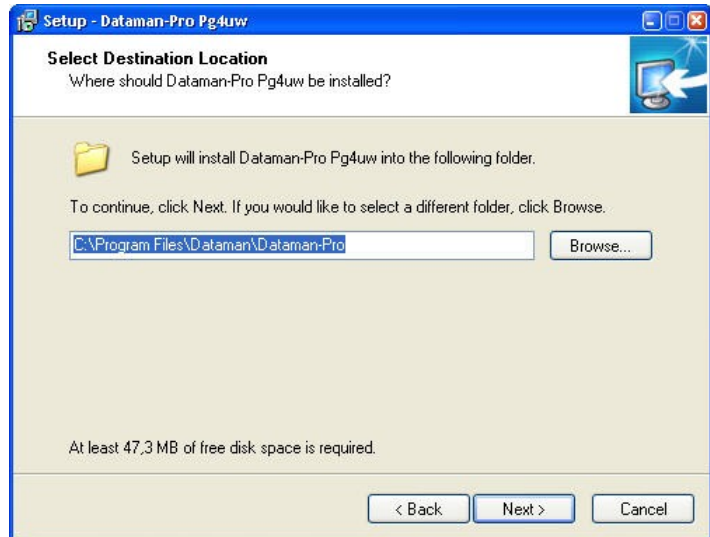 Setup - Dataman-Pro Pg4uw
Select Destination Location
Where should Dataman-Pro Pg4uw be installed?
Setup will install Dataman-Pro Pg4uw into the following folder.
To continue, click Next. If you would like to select a different folder, click Browse.
C:\Program Files\Dataman\Dataman-Pro
Browse...
At least 47,3 MB of free disk space is required.
< Back
Next >
Cancel